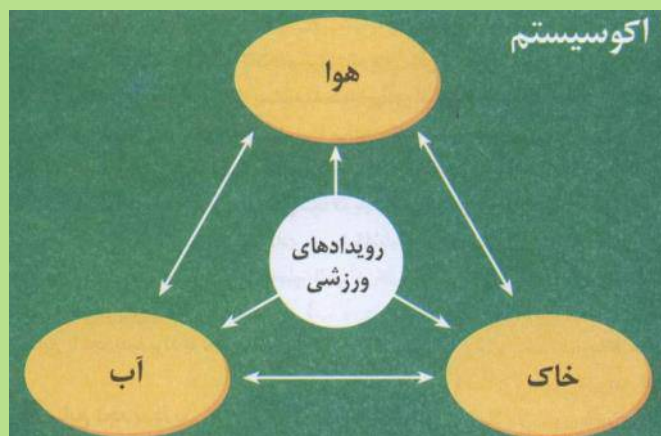 اکوسیستم
هوا
رویدادهای
ورزشی
خاک
آب